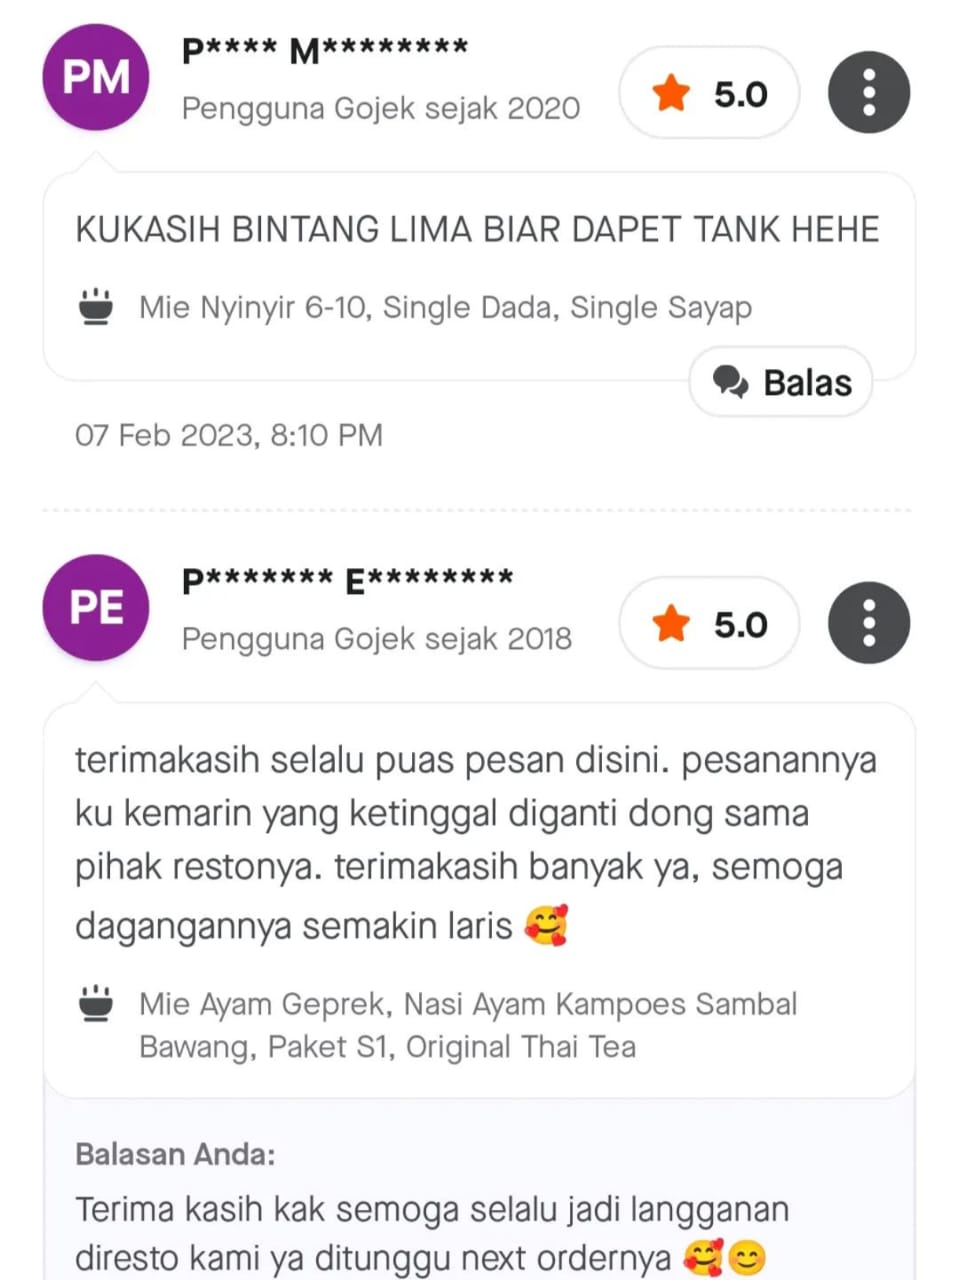 PM
P**** M********
Pengguna Gojek sejak 2020
5.0
KUKASIH BINTANG LIMA BIAR DAPET TANK HEHE
Mie Nyinyir 6-10, Single Dada, Single Sayap
Balas
07 Feb 2023, 8:10 PM
PE
P******* E********
Pengguna Gojek sejak 2018
5.0
terimakasih selalu puas pesan disini. pesanannya
ku kemarin yang ketinggal diganti dong sama
pihak restonya. terimakasih banyak ya, semoga
dagangannya semakin laris 🥰
Mie Ayam Geprek, Nasi Ayam Kampoes Sambal
Bawang, Paket S1, Original Thai Tea
Balasan Anda:
Terima kasih kak semoga selalu jadi langganan
diresto kami ya ditunggu next ordernya 🥰😊